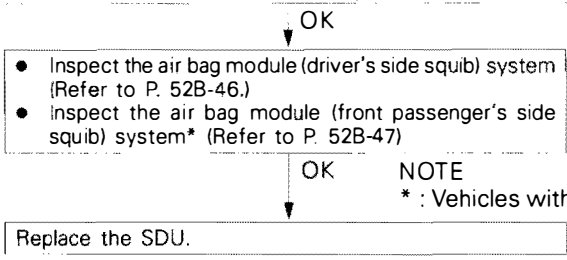 OK
● Inspect the air bag module (driver's side squib) system
(Refer to P. 52B-46.)
● Inspect the air bag module (front passenger's side
squib) system* (Refer to P. 52B-47)
OK
NOTE
* : Vehicles with
Replace the SDU.